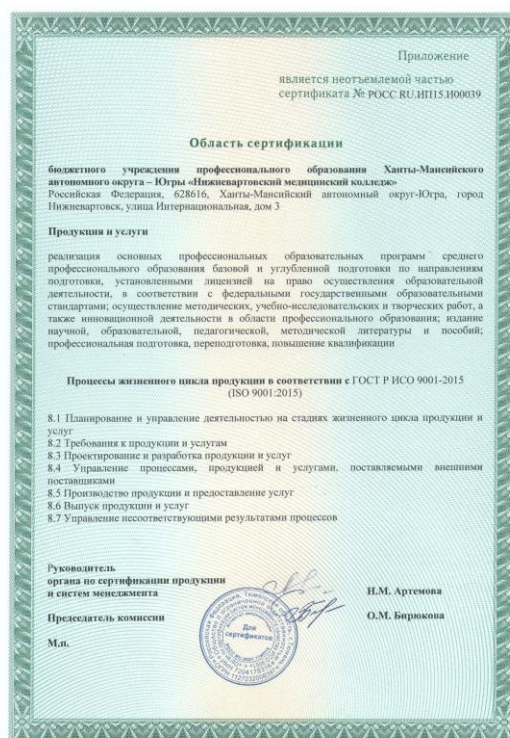 Приложение
является неотъемлемой частью
сертификата № РОСС RU.ИП15.И00039
Область сертификации
бюджетного учреждения профессионального образования Ханты-Мансийского
автономного округа – Югры «Нижневартовский медицинский колледж»
Российская Федерация, 628616, Ханты-Мансийский автономный округ-Югра, город
Нижневартовск, улица Интернациональная, дом 3
Продукция и услуги
реализация основных профессиональных образовательных программ среднего
профессионального образования базовой и углубленной подготовки по направлениям
подготовки, установленными лицензией на право осуществления образовательной
деятельности, в соответствии с федеральными государственными образовательными
стандартами; осуществление методических, учебно-исследовательских и творческих работ, а
также инновационной деятельности в области профессионального образования; издание
научной, образовательной, педагогической, методической литературы и пособий;
профессиональная подготовка, переподготовка, повышение квалификации
Процессы жизненного цикла продукции в соответствии с ГОСТ Р ИСО 9001-2015
(ISO 9001:2015)
8.1 Планирование и управление деятельностью на стадиях жизненного цикла продукции и
услуг
8.2 Требования к продукции и услугам
8.3 Проектирование и разработка продукции и услуг
8.4 Управление процессами, продукцией и услугами, поставляемыми внешними
поставщиками
8.5 Производство продукции и предоставление услуг
8.6 Выпуск продукции и услуг
8.7 Управление несоответствующими результатами процессов
Руководитель
органа по сертификации продукции
и систем менеджмента
И.М. Артемова
Председатель комиссии
О.М. Бирюкова
М.п.
Для
сертификатов